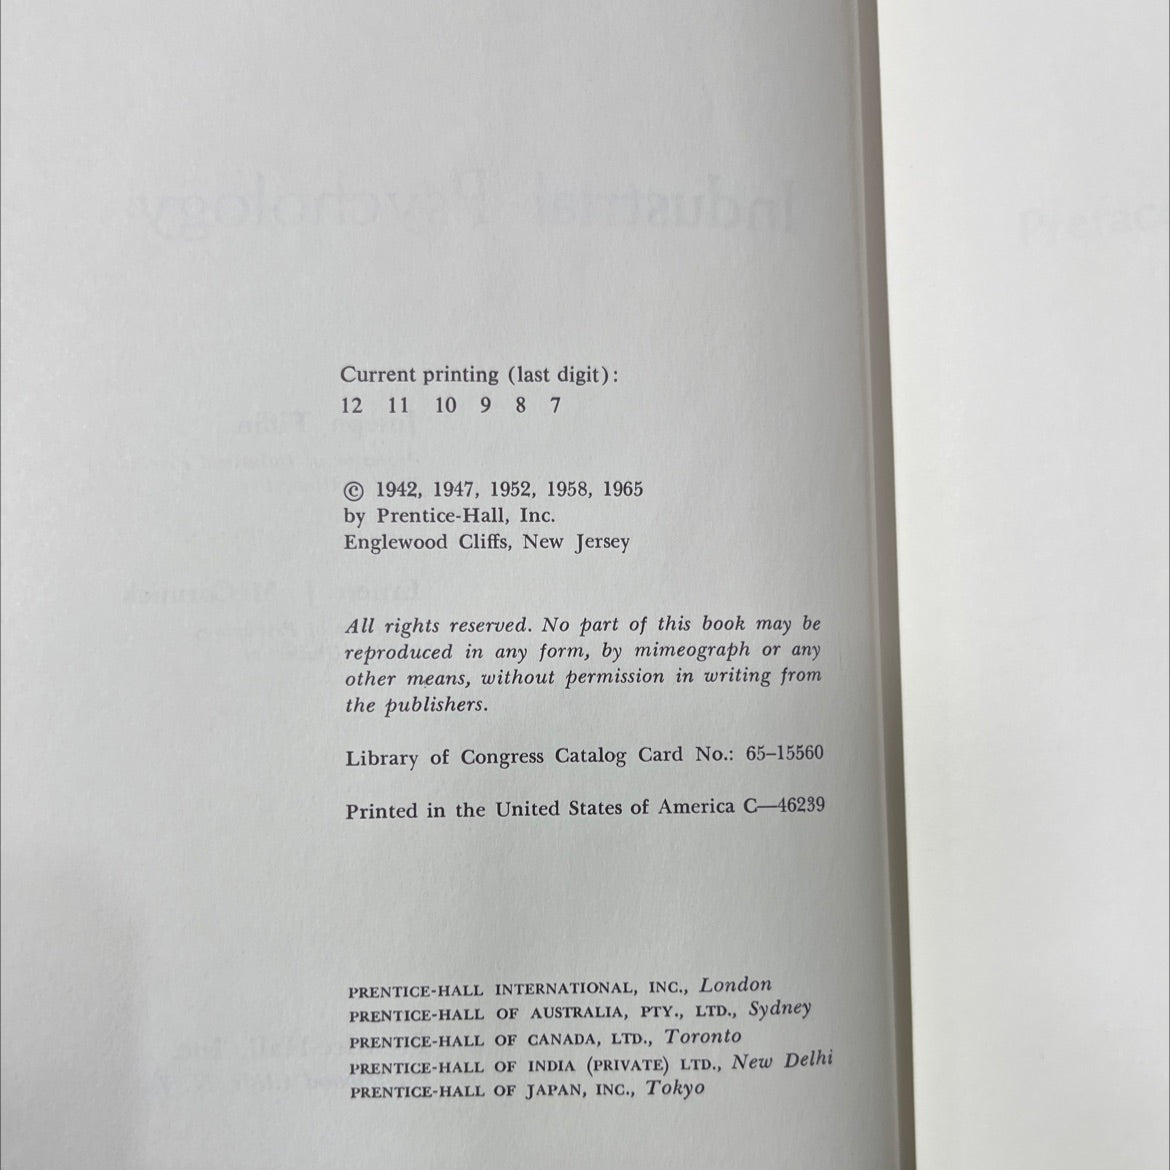 Industrial Psychology
Current printing (last digit):
12 11 10 9 8 7
© 1942, 1947, 1952, 1958, 1965
by Prentice-Hall, Inc.
Englewood Cliffs, New Jersey
All rights reserved. No part of this book may be
reproduced in any form, by mimeograph or any
other means, without permission in writing from
the publishers.
Library of Congress Catalog Card No.: 65–15560
Printed in the United States of America C—46239
PRENTICE-HALL INTERNATIONAL, INC., London
PRENTICE-HALL OF AUSTRALIA, PTY., LTD., Sydney
PRENTICE-HALL OF CANADA, LTD., Toronto
PRENTICE-HALL OF INDIA (PRIVATE) LTD., New Delhi
PRENTICE-HALL OF JAPAN, INC., Tokyo